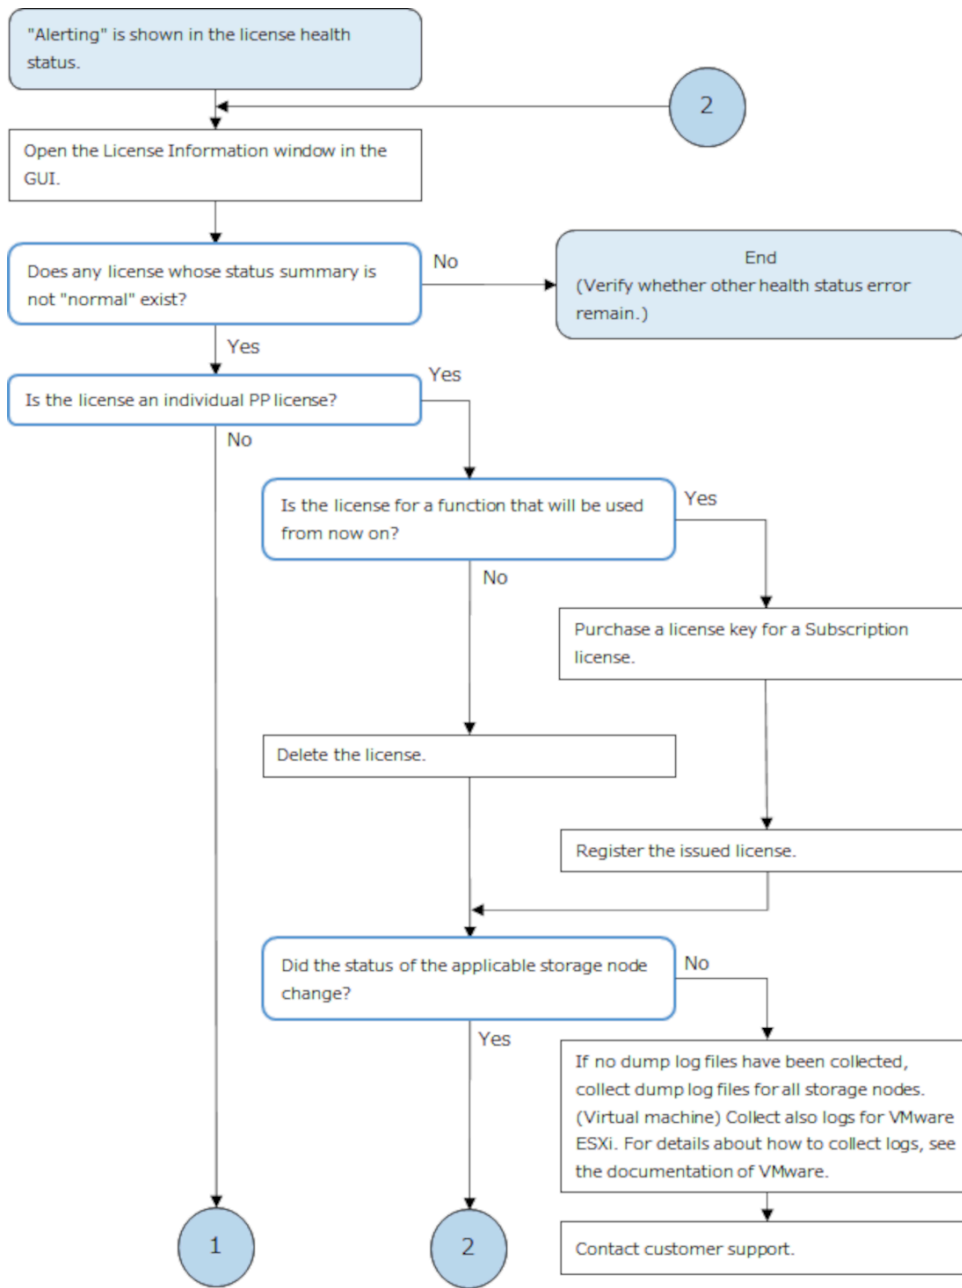 "Alerting" is shown in the license health
status.
2
Open the License Information window in the
GUI.
Does any license whose status summary is
not "normal" exist?
No
End
(Verify whether other health status error
remain.)
Yes
Is the license an individual PP license?
Yes
No
Is the license for a function that will be used
from now on?
Yes
No
Purchase a license key for a Subscription
license.
Delete the license.
Register the issued license.
Did the status of the applicable storage node
change?
No
Yes
If no dump log files have been collected,
collect dump log files for all storage nodes.
(Virtual machine) Collect also logs for VMware
ESXi. For details about how to collect logs, see
the documentation of VMware.
1
2
Contact customer support.